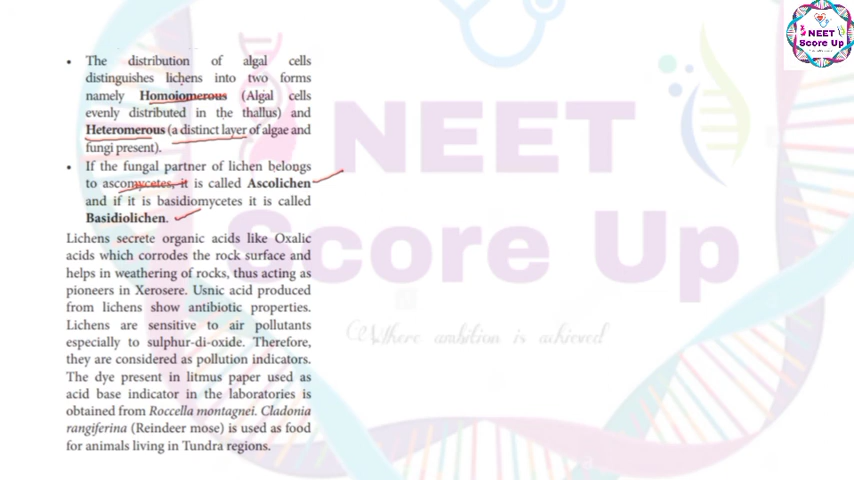 NEET
Score Up
• The distribution of algal cells
distinguishes lichens into two forms
namely Homoiomerous (Algal cells
evenly distributed in the thallus) and
Heteromerous (a distinct layer of algae and
fungi present).
• If the fungal partner of lichen belongs
to ascomycetes, it is called Ascolichen
and if it is basidiomycetes it is called
Basidiolichen.
Lichens secrete organic acids like Oxalic
acids which corrodes the rock surface and
helps in weathering of rocks, thus acting as
pioneers in Xerosere. Usnic acid produced
from lichens show antibiotic properties.
Lichens are sensitive to air pollutants
especially to sulphur-di-oxide. Therefore,
they are considered as pollution indicators.
The dye present in litmus paper used as
acid base indicator in the laboratories is
obtained from Roccella montagnei. Cladonia
rangiferina (Reindeer mose) is used as food
for animals living in Tundra regions.
NEET
Score Up
Where ambition is achieved